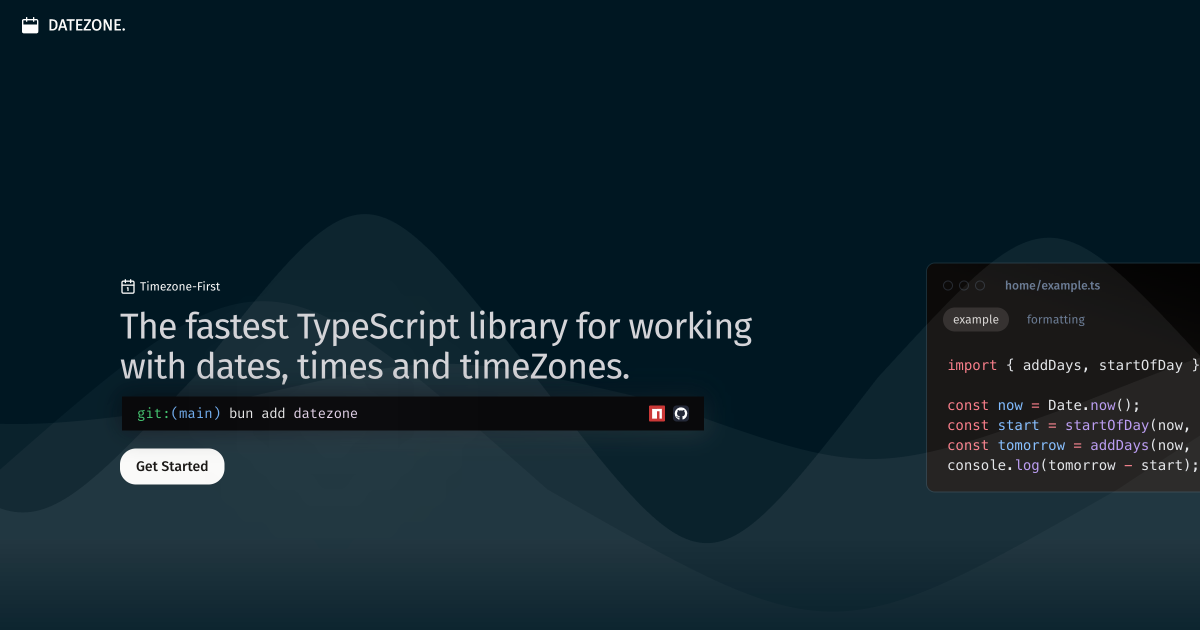 DATEZONE.
Timezone-First
The fastest TypeScript library for working
with dates, times and timeZones.
git:(main) bun add datezone
Get Started
home/example.ts
example formatting
import { addDays, startOfDay }
const now = Date.now();
const start = startOfDay(now,
const tomorrow = addDays(now,
console.log(tomorrow − start);